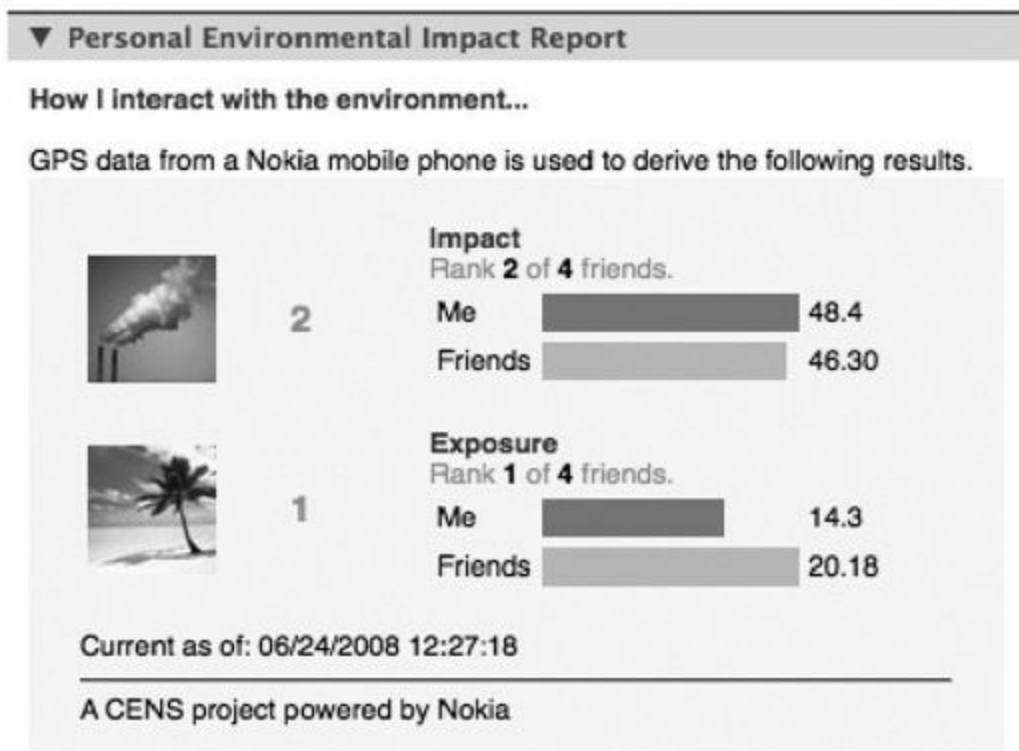 ▼ Personal Environmental Impact Report
How I interact with the environment...
GPS data from a Nokia mobile phone is used to derive the following results.
2
Impact
Rank 2 of 4 friends.
Me 48.4
Friends 46.30
1
Exposure
Rank 1 of 4 friends.
Me 14.3
Friends 20.18
Current as of: 06/24/2008 12:27:18
A CENS project powered by Nokia